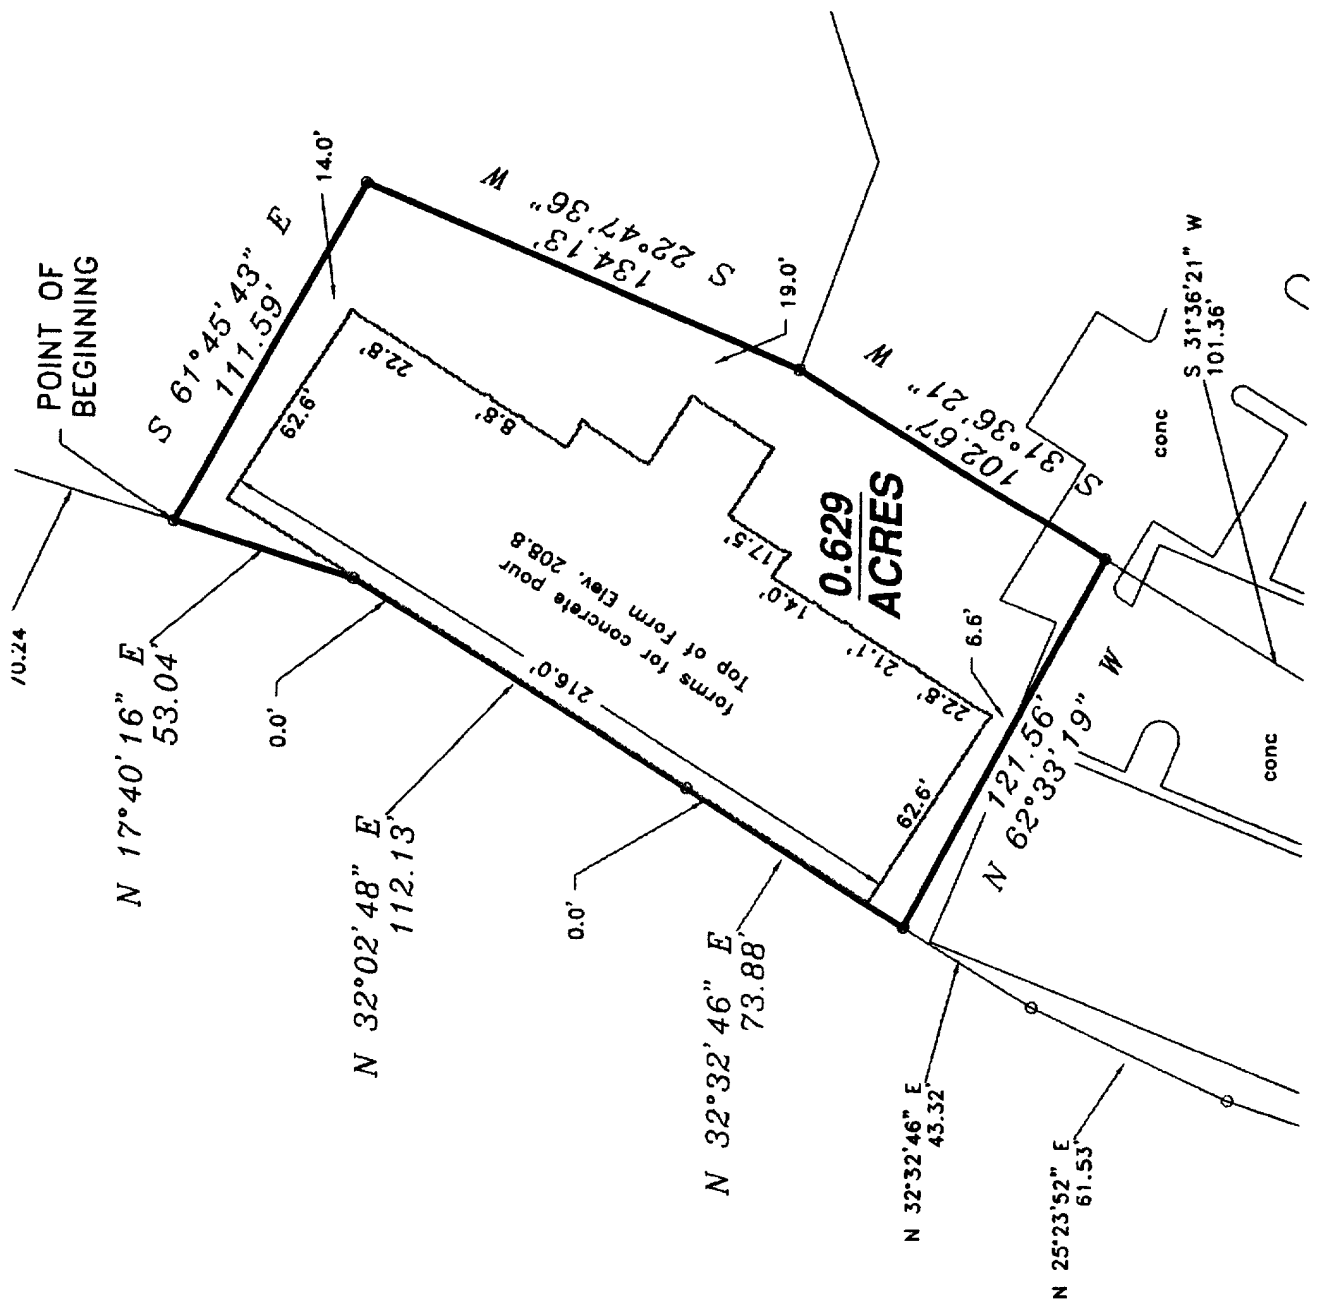 POINT OF
BEGINNING
S 61°45'43" E
111.59'
14.0'
S 22°47'36" W
134.13'
19.0'
S 31°36'21" W
102.67'
S 31°36'21" W
101.36'
conc
conc
70.24
N 17°40'16" E
53.04'
0.0'
N 32°02'48" E
112.13'
0.0'
N 32°32'46" E
73.88'
N 32°32'46" E
43.32'
N 25°23'52" E
61.53'
121.56'
N 62°33'19" W
6.6'
62.6'
22.8'
8.8'
17.5'
14.0'
21.1'
22.8'
62.6'
216.0'
forms for concrete pour
Top of Form Elev. 208.8
0.629
ACRES